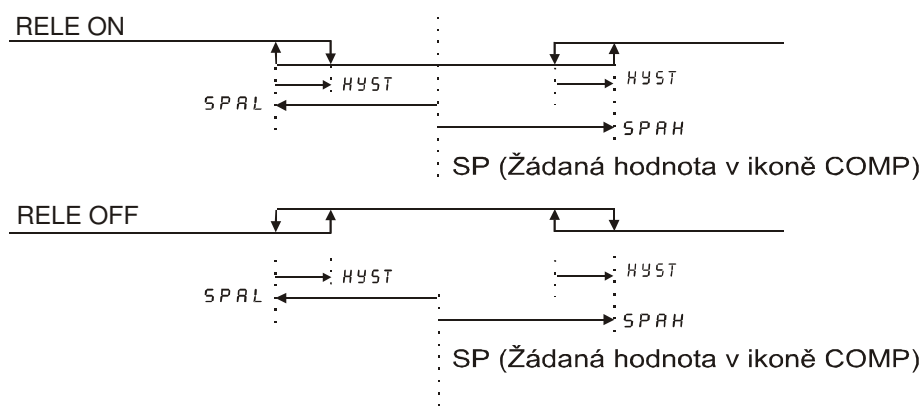 RELE ON
HYST
HYST
SPAL
SPAH
SP (Žádaná hodnota v ikoně COMP)
RELE OFF
HYST
HYST
SPAL
SPAH
SP (Žádaná hodnota v ikoně COMP)